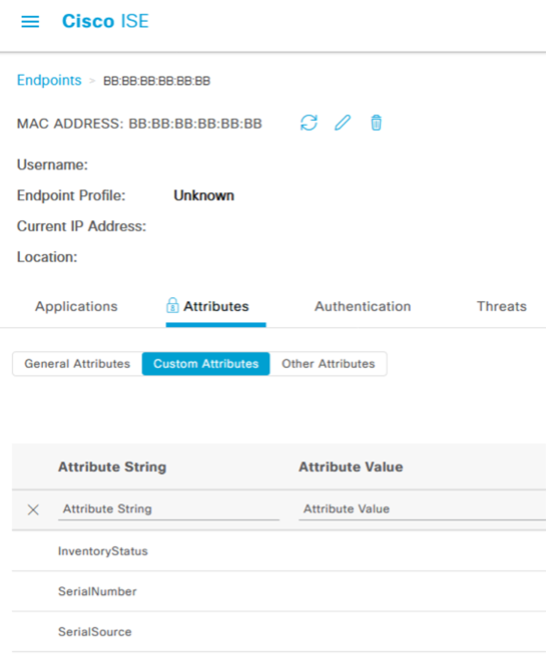 Cisco ISE
Endpoints > BB:BB:BB:BB:BB:BB
MAC ADDRESS: BB:BB:BB:BB:BB:BB
Username:
Endpoint Profile: Unknown
Current IP Address:
Location:
Applications Attributes Authentication Threats
General Attributes Custom Attributes Other Attributes
Attribute String Attribute Value
Attribute String Attribute Value
InventoryStatus
SerialNumber
SerialSource